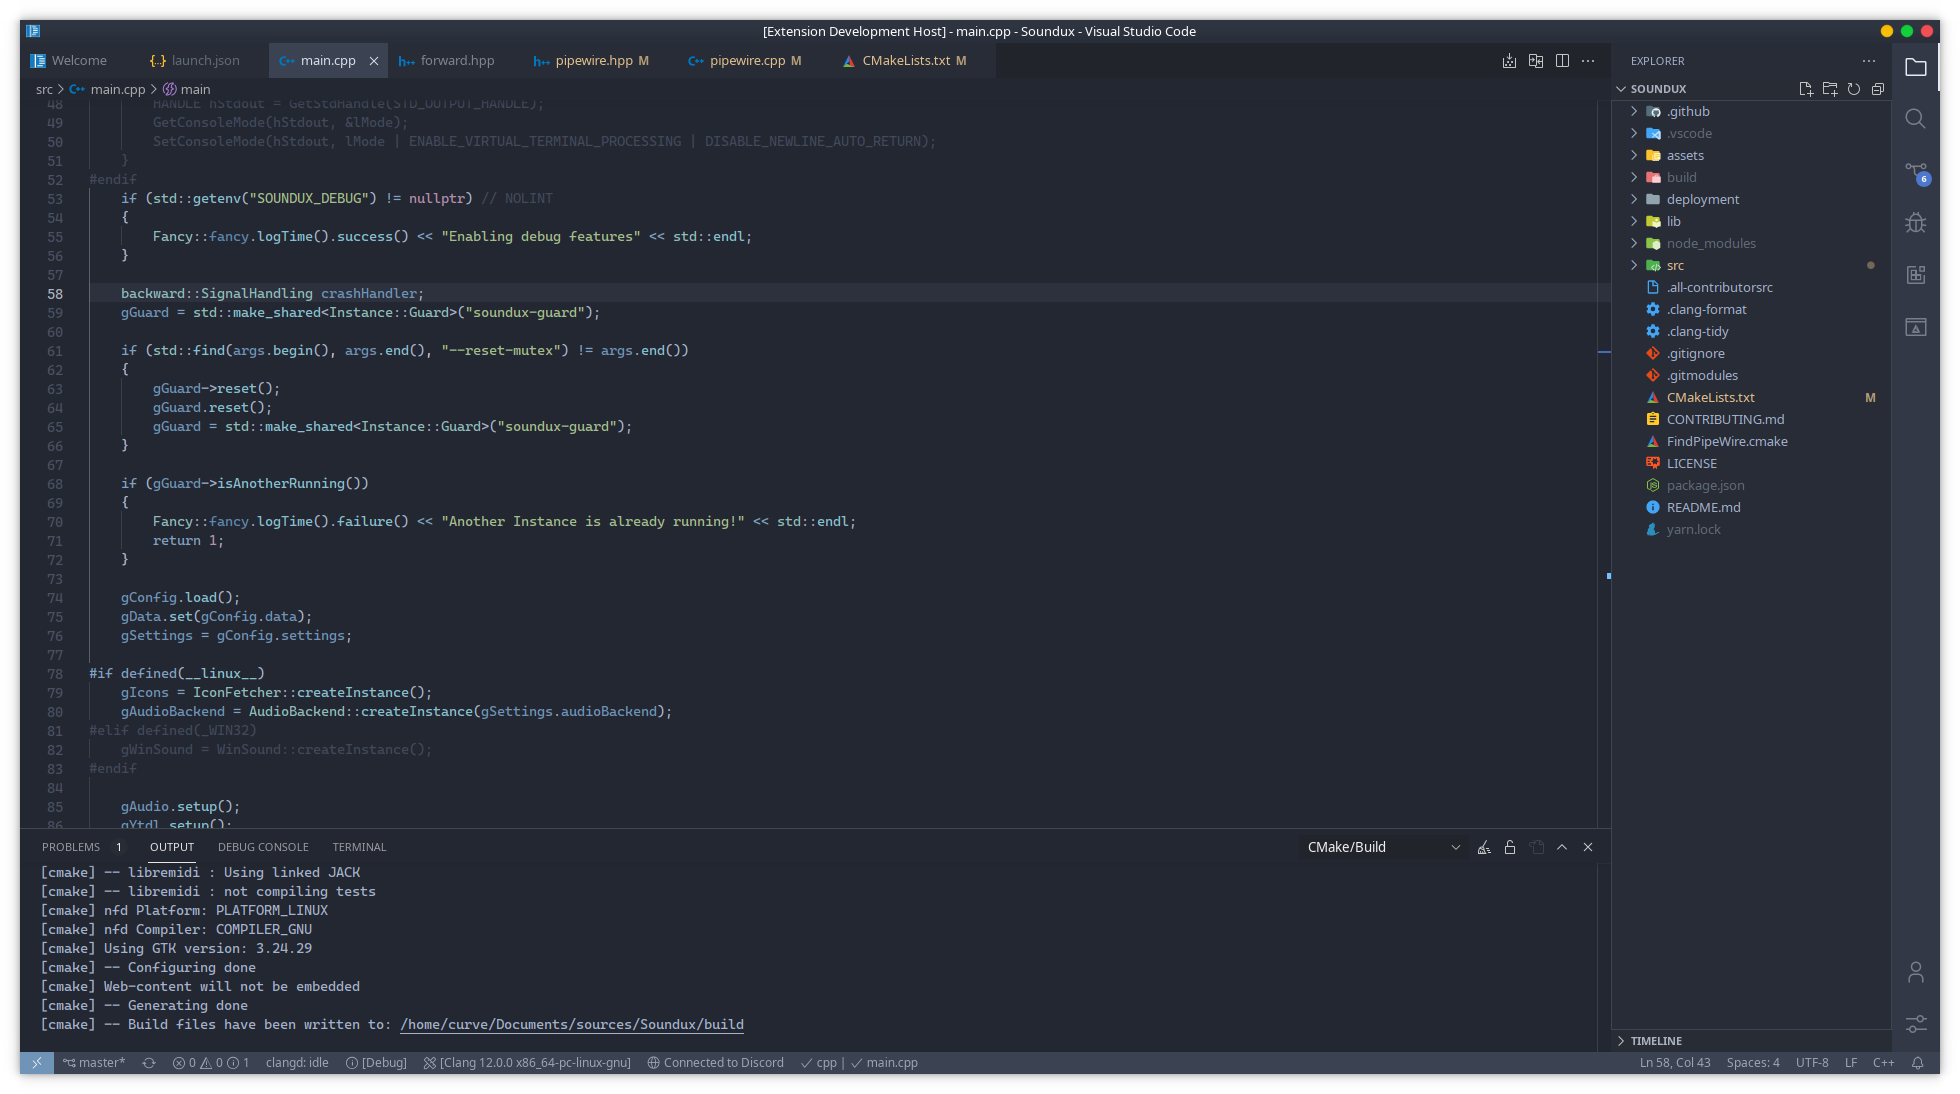 [Extension Development Host] - main.cpp - Soundux - Visual Studio Code
Welcome
launch.json
main.cpp
forward.hpp
pipewire.hpp M
pipewire.cpp M
CMakeLists.txt M
src > main.cpp > main
48 HANDLE hStdout = GetStdHandle(STD_OUTPUT_HANDLE);
49 GetConsoleMode(hStdout, &lMode);
50 SetConsoleMode(hStdout, lMode | ENABLE_VIRTUAL_TERMINAL_PROCESSING | DISABLE_NEWLINE_AUTO_RETURN);
51 }
52 #endif
53 if (std::getenv("SOUNDUX_DEBUG") != nullptr) // NOLINT
54 {
55 Fancy::fancy.logTime().success() << "Enabling debug features" << std::endl;
56 }
57
58 backward::SignalHandling crashHandler;
59 gGuard = std::make_shared<Instance::Guard>("soundux-guard");
60
61 if (std::find(args.begin(), args.end(), "--reset-mutex") != args.end())
62 {
63 gGuard->reset();
64 gGuard.reset();
65 gGuard = std::make_shared<Instance::Guard>("soundux-guard");
66 }
67
68 if (gGuard->isAnotherRunning())
69 {
70 Fancy::fancy.logTime().failure() << "Another Instance is already running!" << std::endl;
71 return 1;
72 }
73
74 gConfig.load();
75 gData.set(gConfig.data);
76 gSettings = gConfig.settings;
77
78 #if defined(__linux__)
79 gIcons = IconFetcher::createInstance();
80 gAudioBackend = AudioBackend::createInstance(gSettings.audioBackend);
81 #elif defined(_WIN32)
82 gWinSound = WinSound::createInstance();
83 #endif
84
85 gAudio.setup();
86 gYtdl.setup();
PROBLEMS 1 OUTPUT DEBUG CONSOLE TERMINAL
CMake/Build
[cmake] -- libremidi : Using linked JACK
[cmake] -- libremidi : not compiling tests
[cmake] nfd Platform: PLATFORM_LINUX
[cmake] nfd Compiler: COMPILER_GNU
[cmake] Using GTK version: 3.24.29
[cmake] -- Configuring done
[cmake] Web-content will not be embedded
[cmake] -- Generating done
[cmake] -- Build files have been written to: /home/curve/Documents/sources/Soundux/build
EXPLORER
SOUNDUX
.github
.vscode
assets
build
deployment
lib
node_modules
src
.all-contributorsrc
.clang-format
.clang-tidy
.gitignore
.gitmodules
CMakeLists.txt M
CONTRIBUTING.md
FindPipeWire.cmake
LICENSE
package.json
README.md
yarn.lock
TIMELINE
6
master* 0 0 1 clangd: idle [Debug] [Clang 12.0.0 x86_64-pc-linux-gnu] Connected to Discord cpp | main.cpp
Ln 58, Col 43 Spaces: 4 UTF-8 LF C++